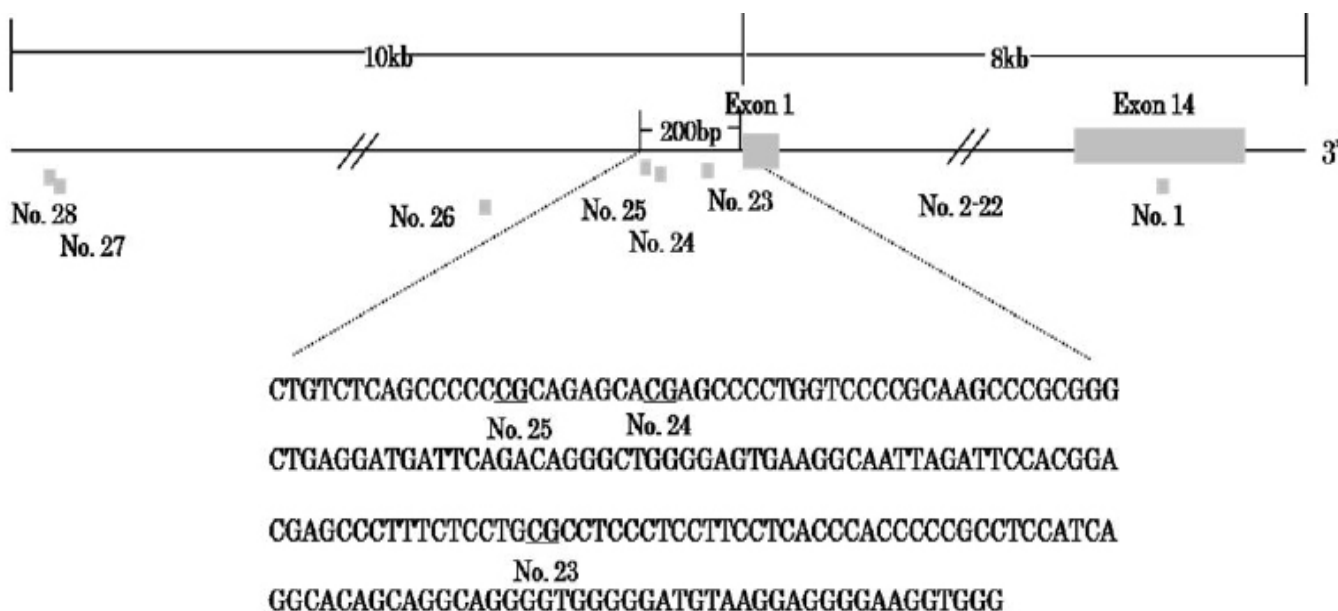 10kb 8kb
Exon 1 Exon 14
200bp
3'
No. 28 No. 26 No. 25 No. 23 No. 2-22 No. 1
No. 27 No. 24
CTGTCTCAGCCCCCCGCAGAGCACGAGCCCCTGGTCCCCGCAAGCCCGCGGG
No. 25 No. 24
CTGAGGATGATTCAGACAGGGCTGGGGAGTGAAGGCAATTAGATTCCACGGA
CGAGCCCTTTCTCCTGCGCCTCCCTCCTTCCTCACCCACCCCCGCCTCCATCA
No. 23
GGCACAGCAGGCAGGGGTGGGGGATGTAAGGAGGGGAAGGTGGG